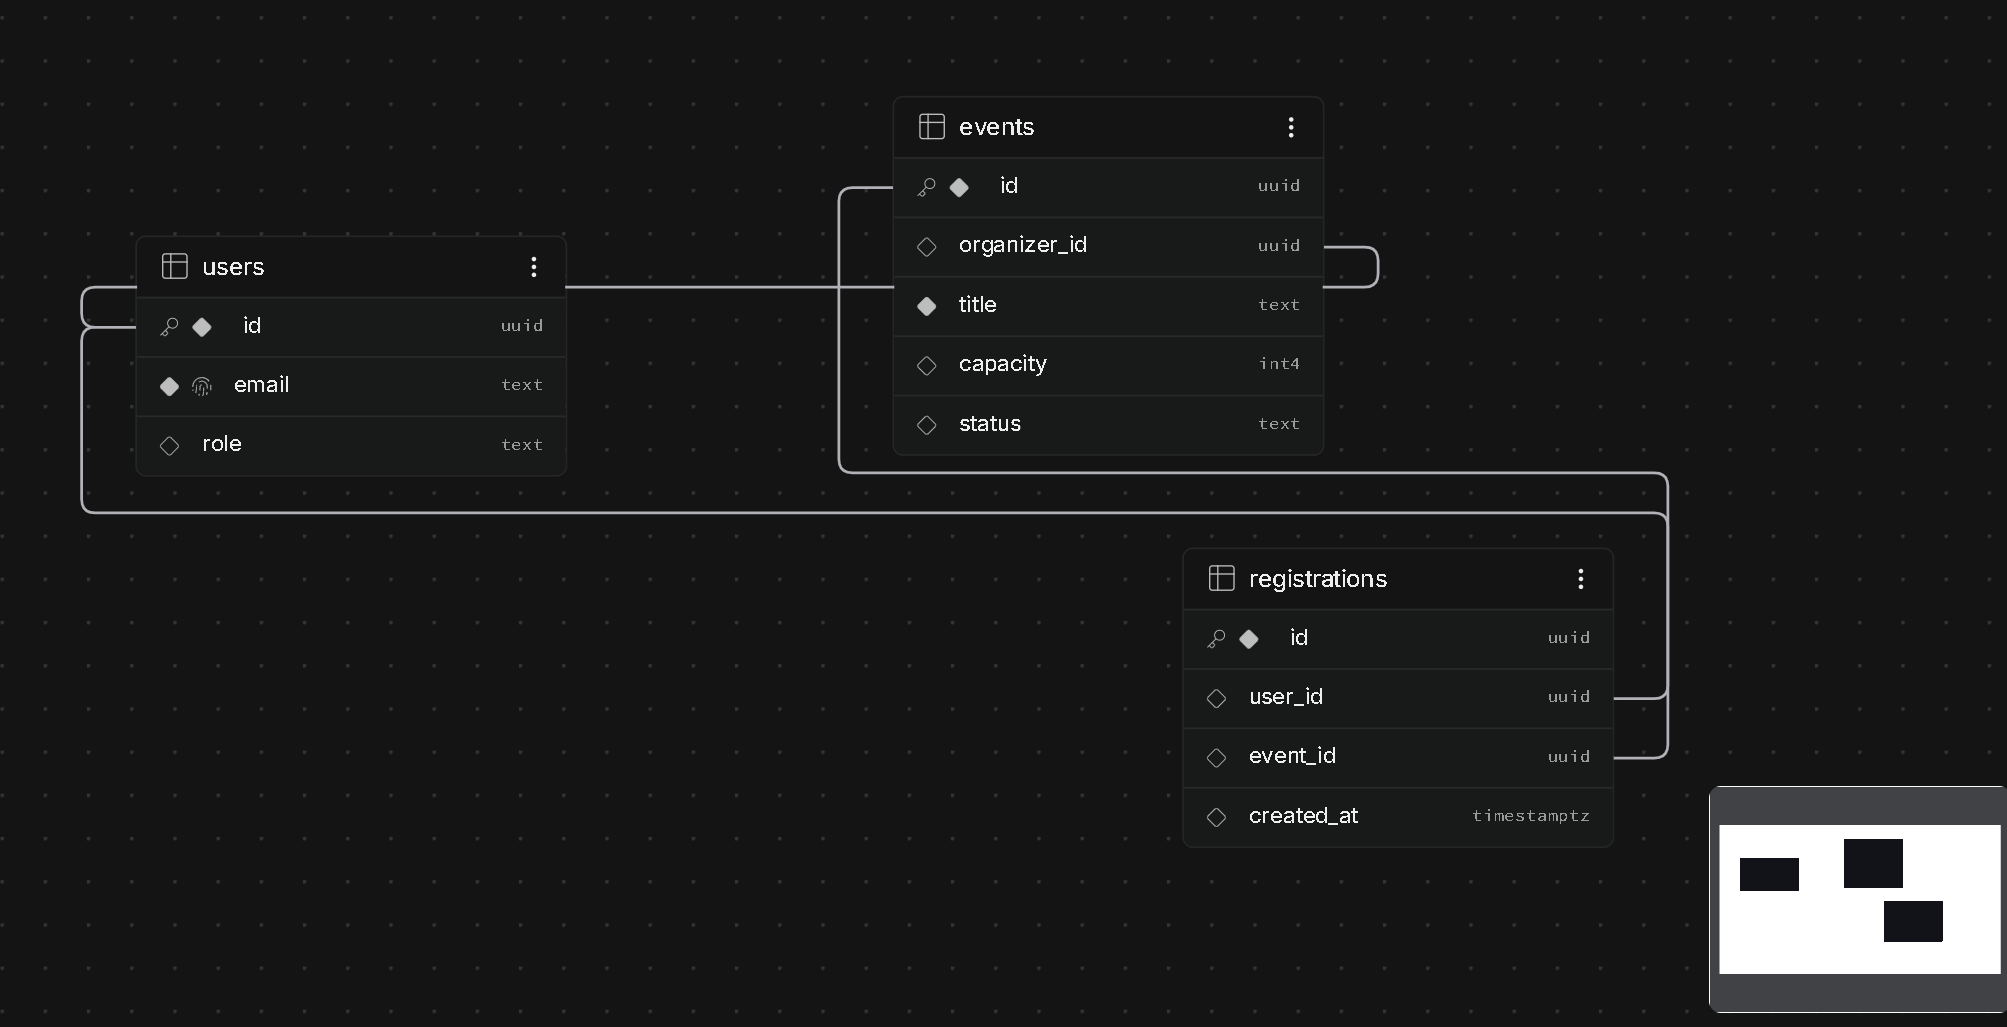 users
id uuid
email text
role text
events
id uuid
organizer_id uuid
title text
capacity int4
status text
registrations
id uuid
user_id uuid
event_id uuid
created_at timestamptz